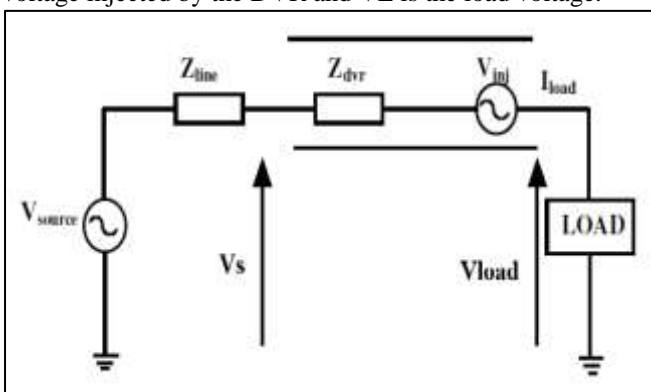 voltage injected by the DVR and VL is the load voltage.
Zline Zdvr Vinj Iload
Vsource
LOAD
Vs Vload